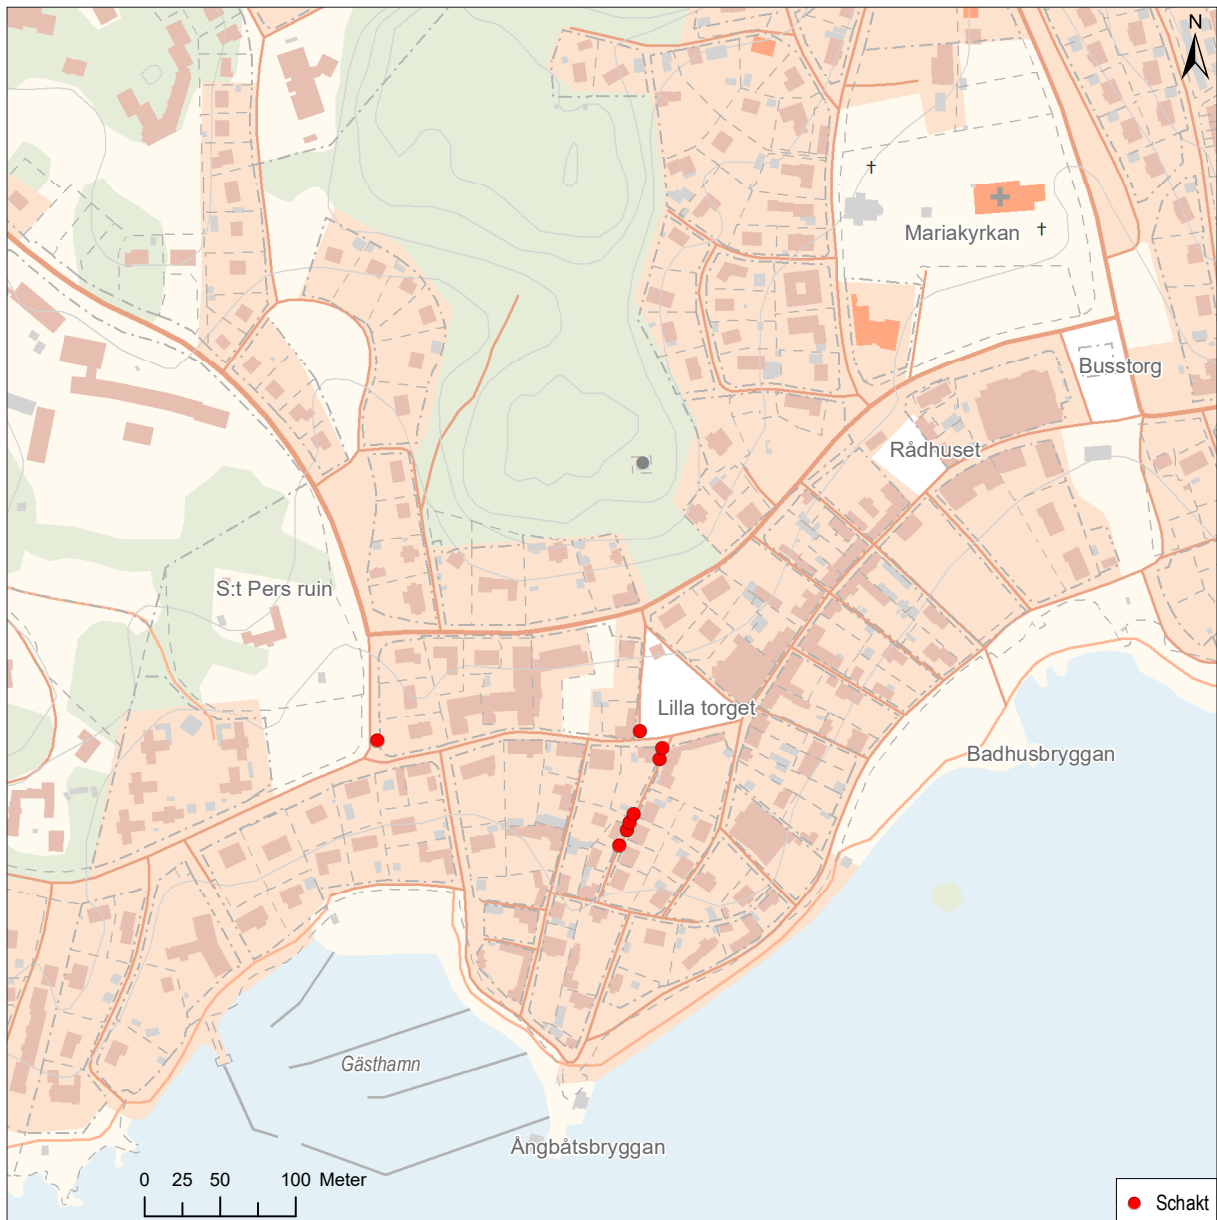 N
Mariakyrkan
Busstorg
Rådhuset
S:t Pers ruin
Lilla torget
Badhusbryggan
Gästhamn
Ångbåtsbryggan
0 25 50 100 Meter
Schakt